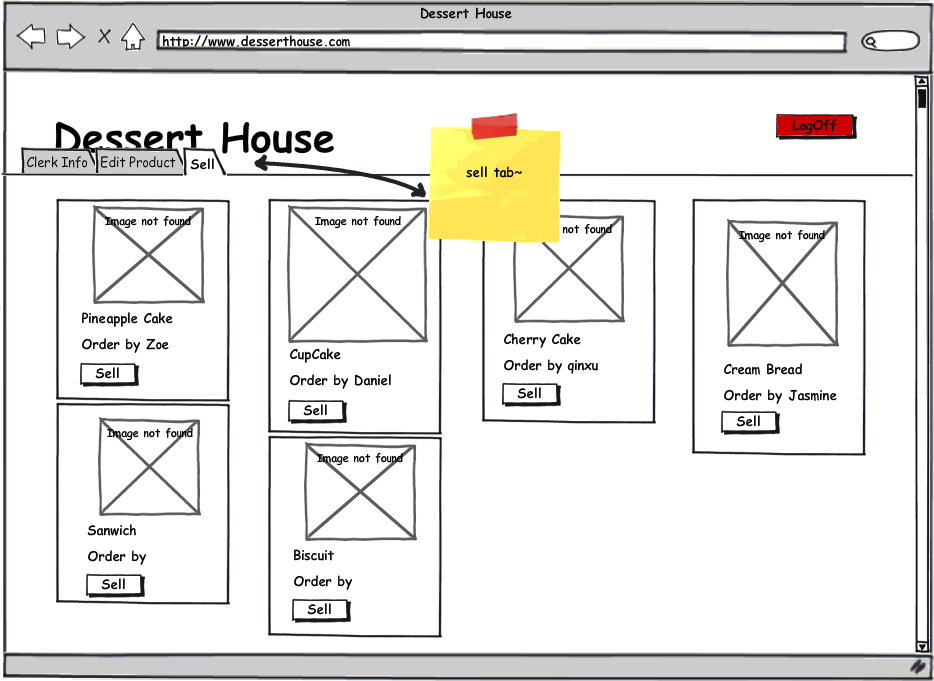 Dessert House
http://www.desserthouse.com
Dessert House
LogOff
Clerk Info
Edit Product
Sell
sell tab~
Image not found
Pineapple Cake
Order by Zoe
Sell
Image not found
CupCake
Order by Daniel
Sell
not found
Cherry Cake
Order by qinxu
Sell
Image not found
Cream Bread
Order by Jasmine
Sell
Image not found
Sanwich
Order by
Sell
Image not found
Biscuit
Order by
Sell